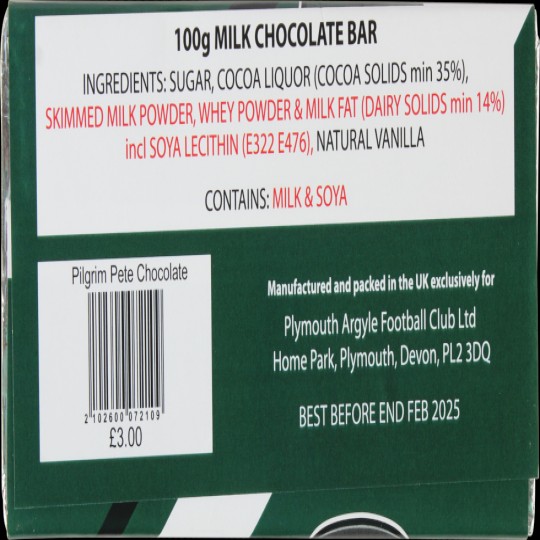 100g MILK CHOCOLATE BAR
INGREDIENTS: SUGAR, COCOA LIQUOR (COCOA SOLIDS min 35%),
SKIMMED MILK POWDER, WHEY POWDER & MILK FAT (DAIRY SOLIDS min 14%)
incl SOYA LECITHIN (E322 E476), NATURAL VANILLA
CONTAINS: MILK & SOYA
Pilgrim Pete Chocolate
2 102600 072109
£3.00
Manufactured and packed in the UK exclusively for
Plymouth Argyle Football Club Ltd
Home Park, Plymouth, Devon, PL2 3DQ
BEST BEFORE END FEB 2025